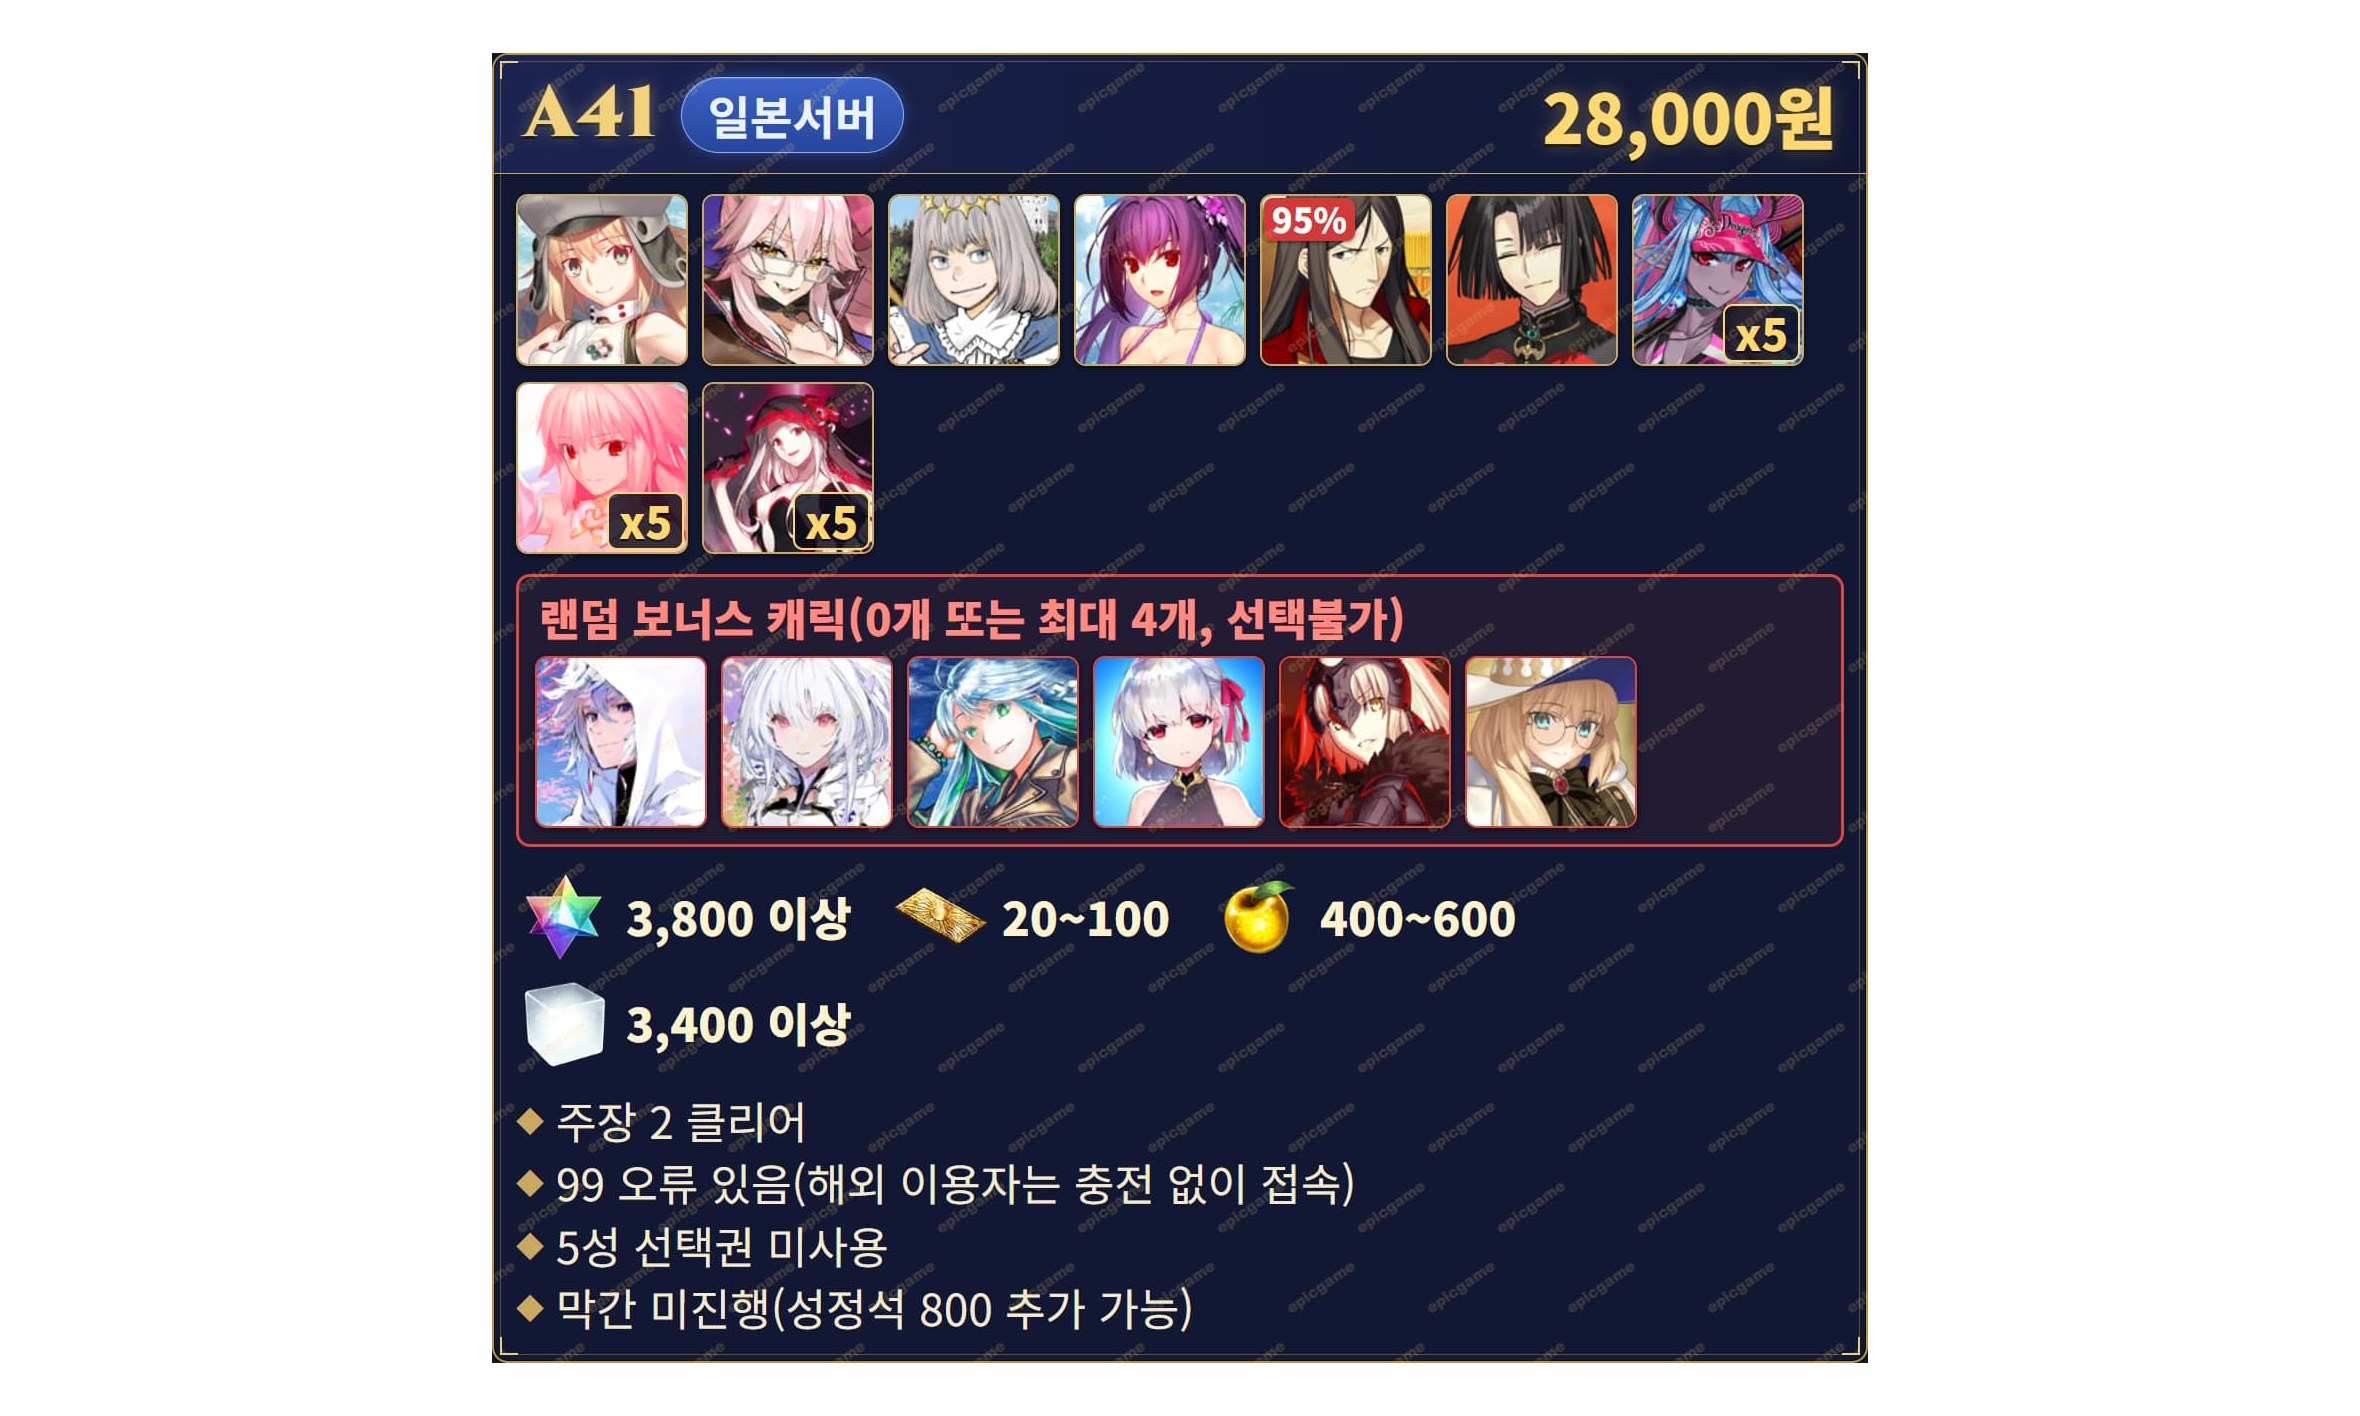 A41 일본서버 28,000원
95%
x5
x5 x5
랜덤 보너스 캐릭(0개 또는 최대 4개, 선택불가)
3,800 이상 20~100 400~600
3,400 이상
주장 2 클리어
99 오류 있음(해외 이용자는 충전 없이 접속)
5성 선택권 미사용
막간 미진행(성정석 800 추가 가능)
epicgame